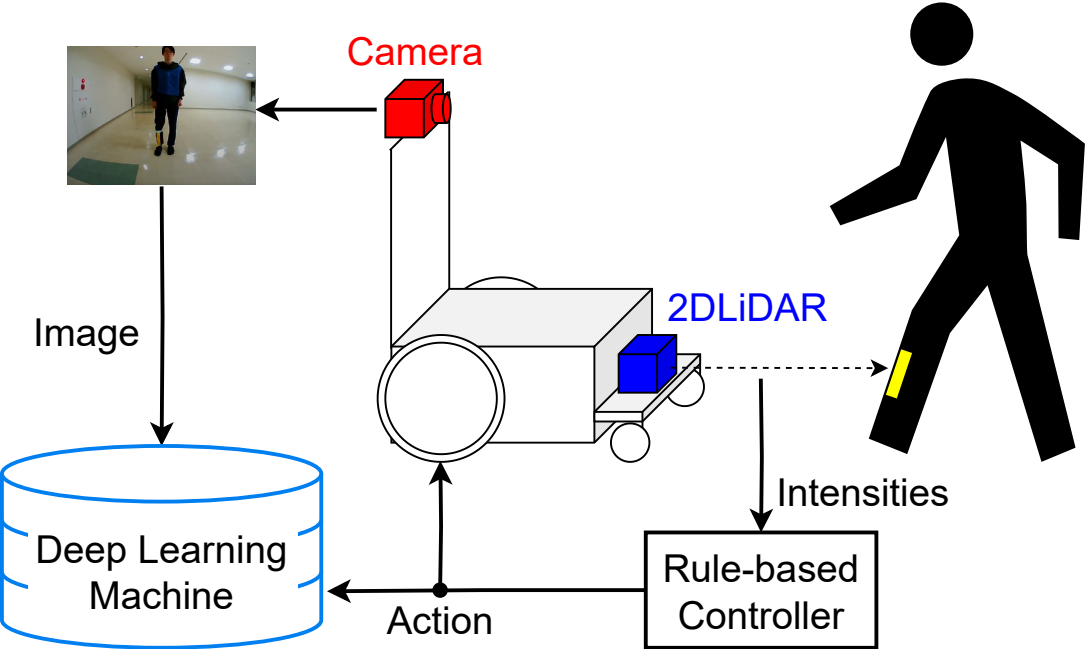 Camera
2DLiDAR
Image
Intensities
Deep Learning
Machine
Rule-based
Controller
Action